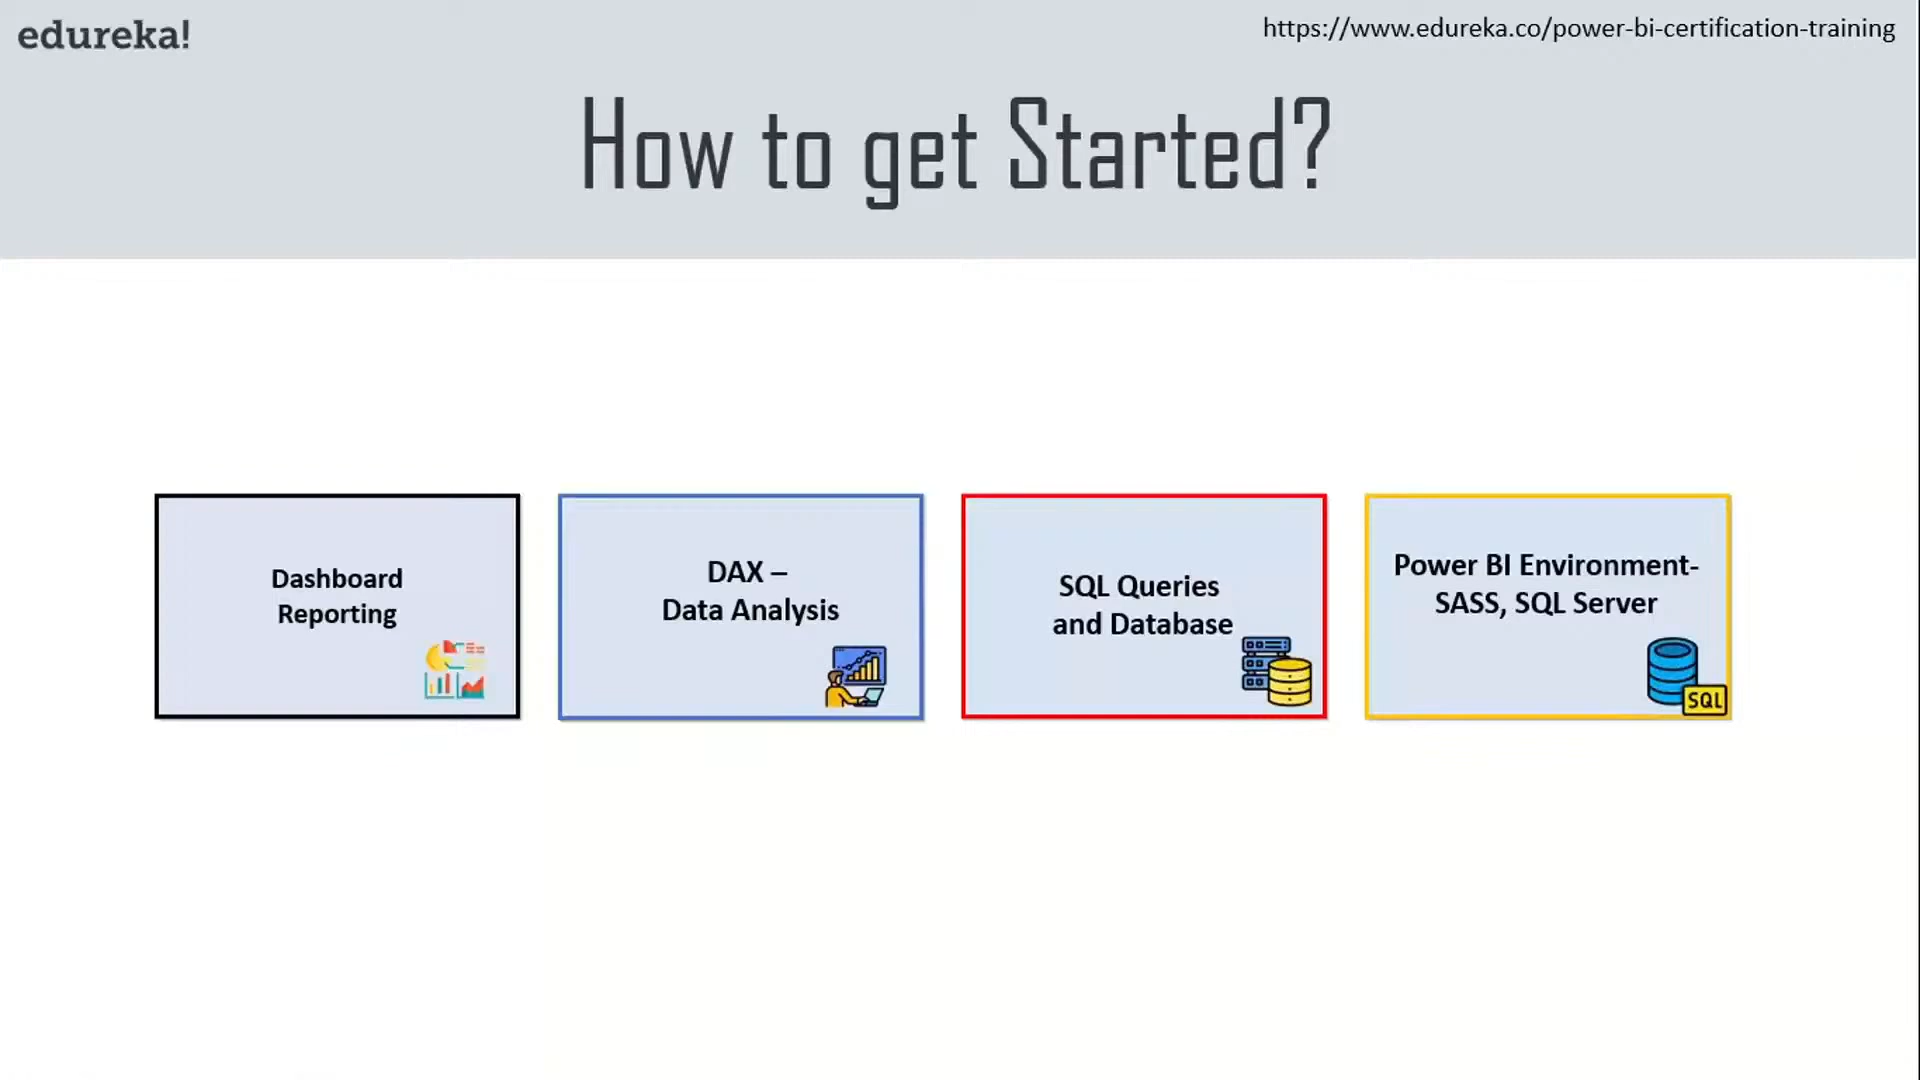 edureka!
https://www.edureka.co/power-bi-certification-training
How to get Started?
Dashboard
Reporting
DAX –
Data Analysis
SQL Queries
and Database
Power BI Environment-
SASS, SQL Server
SQL